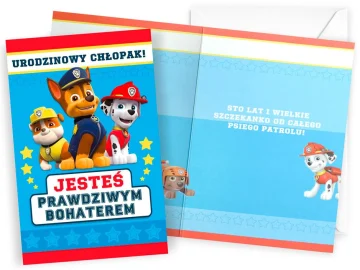 URODZINOWY CHŁOPAK!
JESTEŚ
PRAWDZIWYM
BOHATEREM
STO LAT I WIELKIE
SZCZEKANKO OD CAŁEGO
PSIEGO PATROLU!